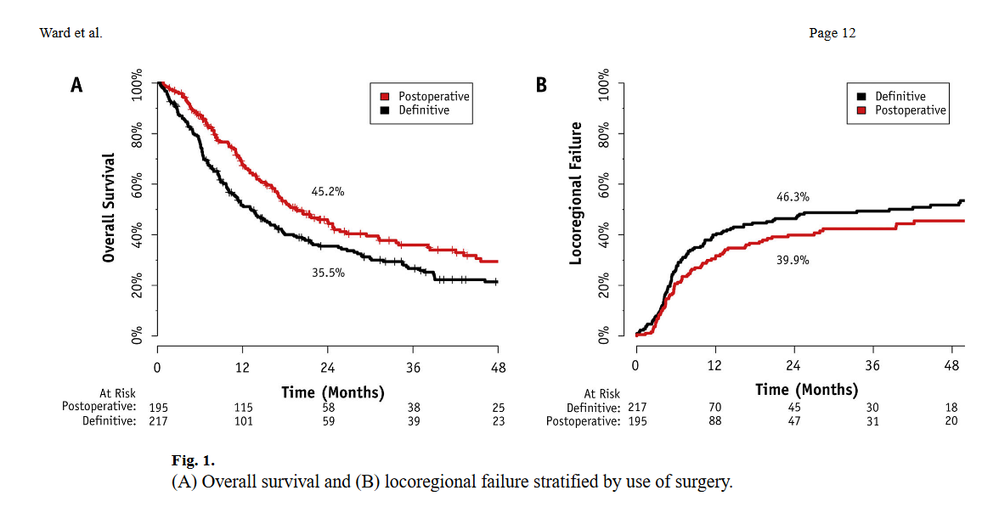 Ward et al. Page 12
A
100%
80%
60%
40%
20%
0%
Overall Survival
Postoperative
Definitive
45.2%
35.5%
0 12 24 36 48
Time (Months)
At Risk
Postoperative: 195 115 58 38 25
Definitive: 217 101 59 39 23
B
100%
80%
60%
40%
20%
0%
Locoregional Failure
Definitive
Postoperative
46.3%
39.9%
0 12 24 36 48
Time (Months)
At Risk
Definitive: 217 70 45 30 18
Postoperative: 195 88 47 31 20
Fig. 1.
(A) Overall survival and (B) locoregional failure stratified by use of surgery.